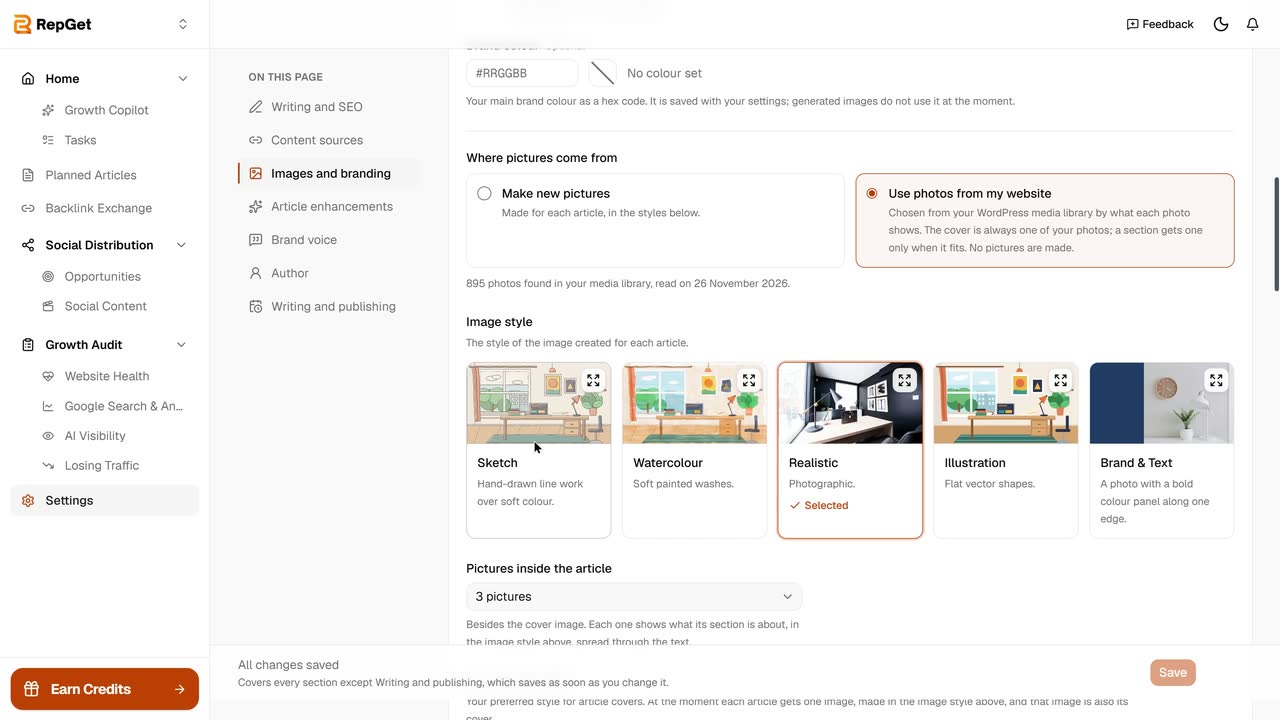 RepGet
Feedback
Home
Growth Copilot
Tasks
Planned Articles
Backlink Exchange
Social Distribution
Opportunities
Social Content
Growth Audit
Website Health
Google Search & An...
AI Visibility
Losing Traffic
Settings
Earn Credits
ON THIS PAGE
Writing and SEO
Content sources
Images and branding
Article enhancements
Brand voice
Author
Writing and publishing
#RRGGBB
No colour set
Your main brand colour as a hex code. It is saved with your settings; generated images do not use it at the moment.
Where pictures come from
Make new pictures
Made for each article, in the styles below.
Use photos from my website
Chosen from your WordPress media library by what each photo
shows. The cover is always one of your photos; a section gets one
only when it fits. No pictures are made.
895 photos found in your media library, read on 26 November 2026.
Image style
The style of the image created for each article.
Sketch
Hand-drawn line work
over soft colour.
Watercolour
Soft painted washes.
Realistic
Photographic.
Selected
Illustration
Flat vector shapes.
Brand & Text
A photo with a bold
colour panel along one
edge.
Pictures inside the article
3 pictures
Besides the cover image. Each one shows what its section is about, in
the image style above, spread through the text.
All changes saved
Covers every section except Writing and publishing, which saves as soon as you change it.
Save
Your preferred style for article covers. At the moment each article gets one image, made in the image style above, and that image is also its
cover.